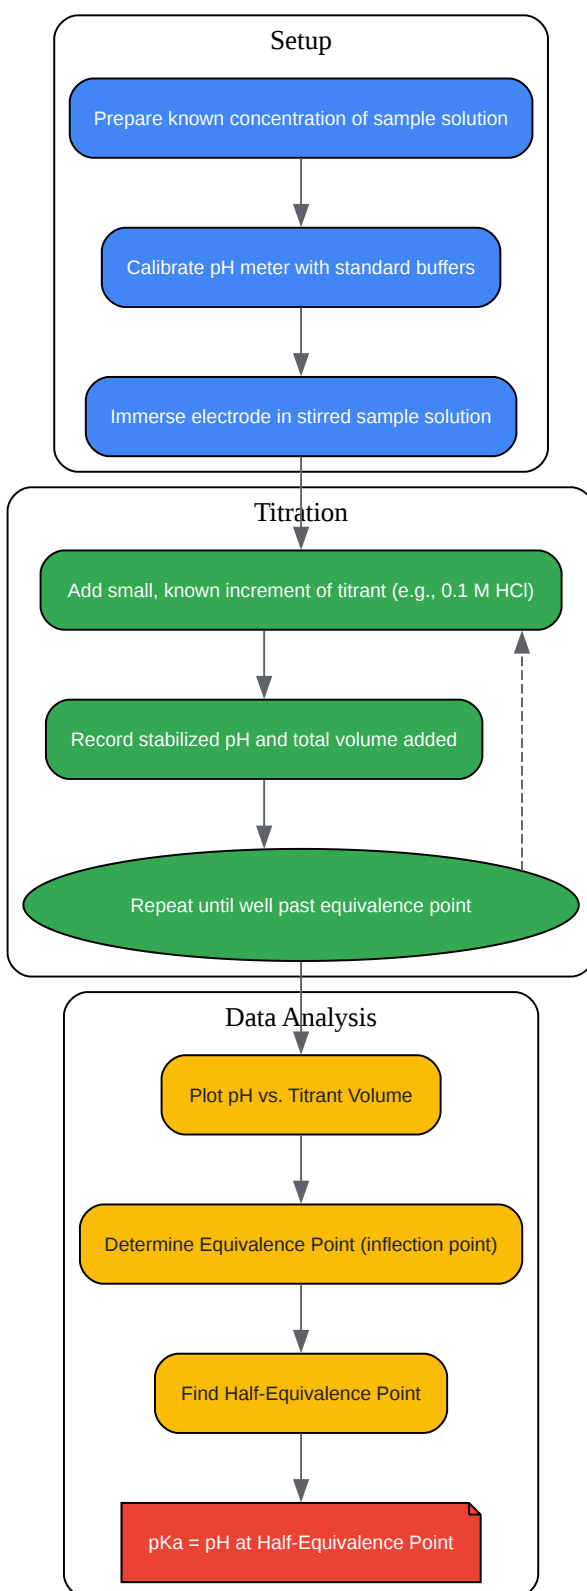 Setup
Prepare known concentration of sample solution
Calibrate pH meter with standard buffers
Immerse electrode in stirred sample solution
Titration
Add small, known increment of titrant (e.g., 0.1 M HCl)
Record stabilized pH and total volume added
Repeat until well past equivalence point
Data Analysis
Plot pH vs. Titrant Volume
Determine Equivalence Point (inflection point)
Find Half-Equivalence Point
pKa = pH at Half-Equivalence Point